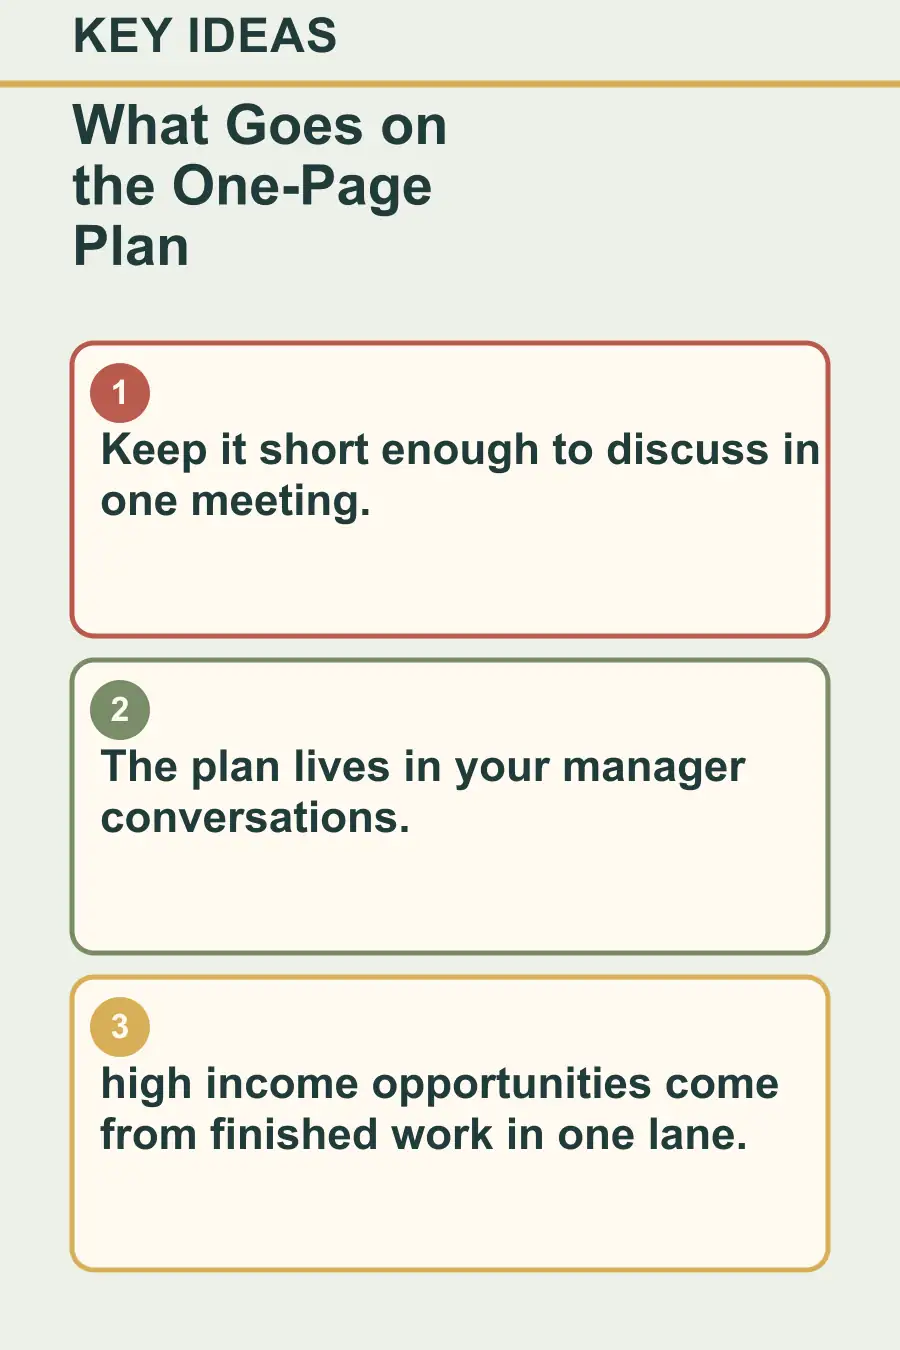 KEY IDEAS
What Goes on
the One-Page
Plan
1
Keep it short enough to discuss in
one meeting.
2
The plan lives in your manager
conversations.
3
high income opportunities come
from finished work in one lane.